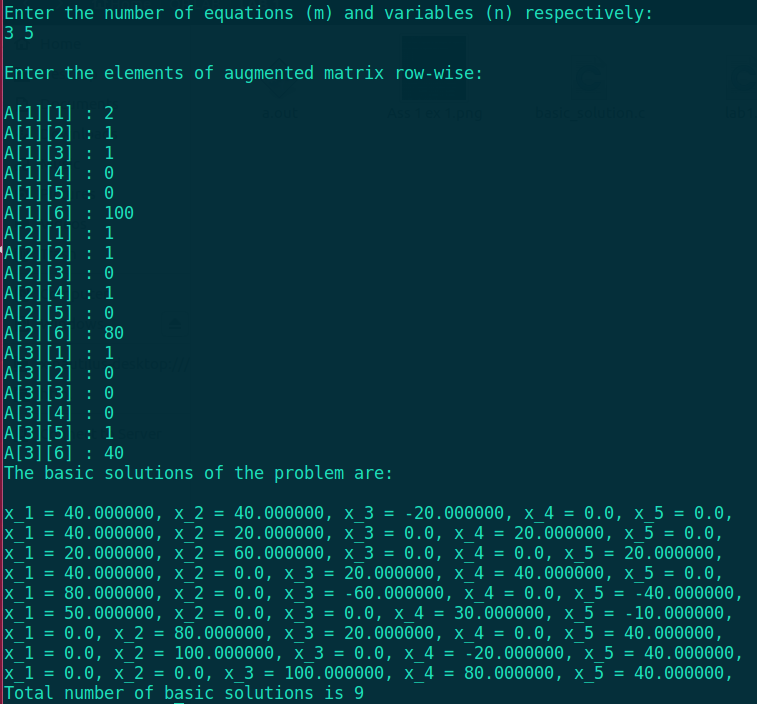 Enter the number of equations (m) and variables (n) respectively:
3 5
Enter the elements of augmented matrix row-wise:
A[1][1] : 2
A[1][2] : 1
A[1][3] : 1
A[1][4] : 0
A[1][5] : 0
A[1][6] : 100
A[2][1] : 1
A[2][2] : 1
A[2][3] : 0
A[2][4] : 1
A[2][5] : 0
A[2][6] : 80
A[3][1] : 1
A[3][2] : 0
A[3][3] : 0
A[3][4] : 0
A[3][5] : 1
A[3][6] : 40
The basic solutions of the problem are:
x_1 = 40.000000, x_2 = 40.000000, x_3 = -20.000000, x_4 = 0.0, x_5 = 0.0,
x_1 = 40.000000, x_2 = 20.000000, x_3 = 0.0, x_4 = 20.000000, x_5 = 0.0,
x_1 = 20.000000, x_2 = 60.000000, x_3 = 0.0, x_4 = 0.0, x_5 = 20.000000,
x_1 = 40.000000, x_2 = 0.0, x_3 = 20.000000, x_4 = 40.000000, x_5 = 0.0,
x_1 = 80.000000, x_2 = 0.0, x_3 = -60.000000, x_4 = 0.0, x_5 = -40.000000,
x_1 = 50.000000, x_2 = 0.0, x_3 = 0.0, x_4 = 30.000000, x_5 = -10.000000,
x_1 = 0.0, x_2 = 80.000000, x_3 = 20.000000, x_4 = 0.0, x_5 = 40.000000,
x_1 = 0.0, x_2 = 100.000000, x_3 = 0.0, x_4 = -20.000000, x_5 = 40.000000,
x_1 = 0.0, x_2 = 0.0, x_3 = 100.000000, x_4 = 80.000000, x_5 = 40.000000,
Total number of basic solutions is 9